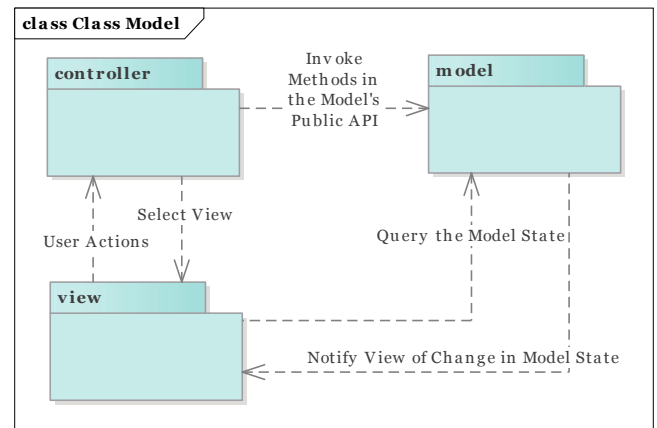 class Class Model
controller
Invoke
Methods in
the Model's
Public API
model
Select View
User Actions
Query the Model State
view
Notify View of Change in Model State